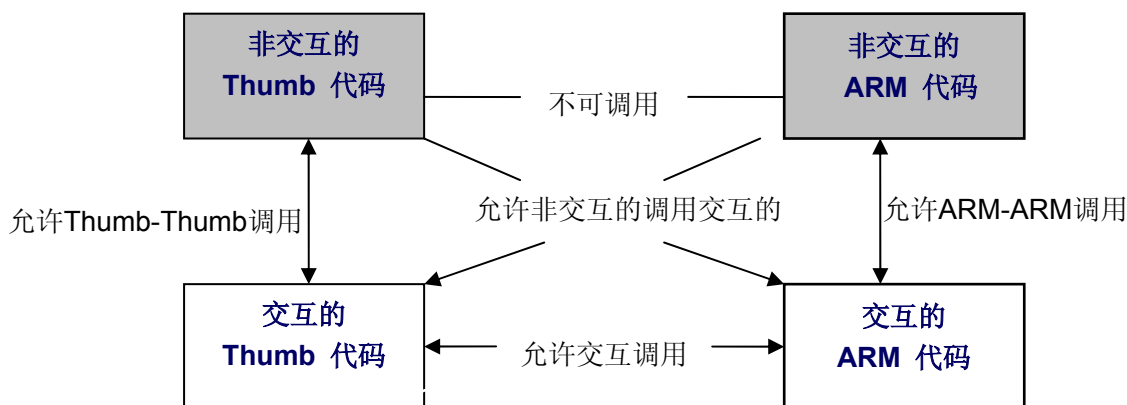 非交互的
Thumb 代码
非交互的
ARM 代码
不可调用
允许Thumb-Thumb调用
允许非交互的调用交互的
允许ARM-ARM调用
交互的
Thumb 代码
允许交互调用
交互的
ARM 代码